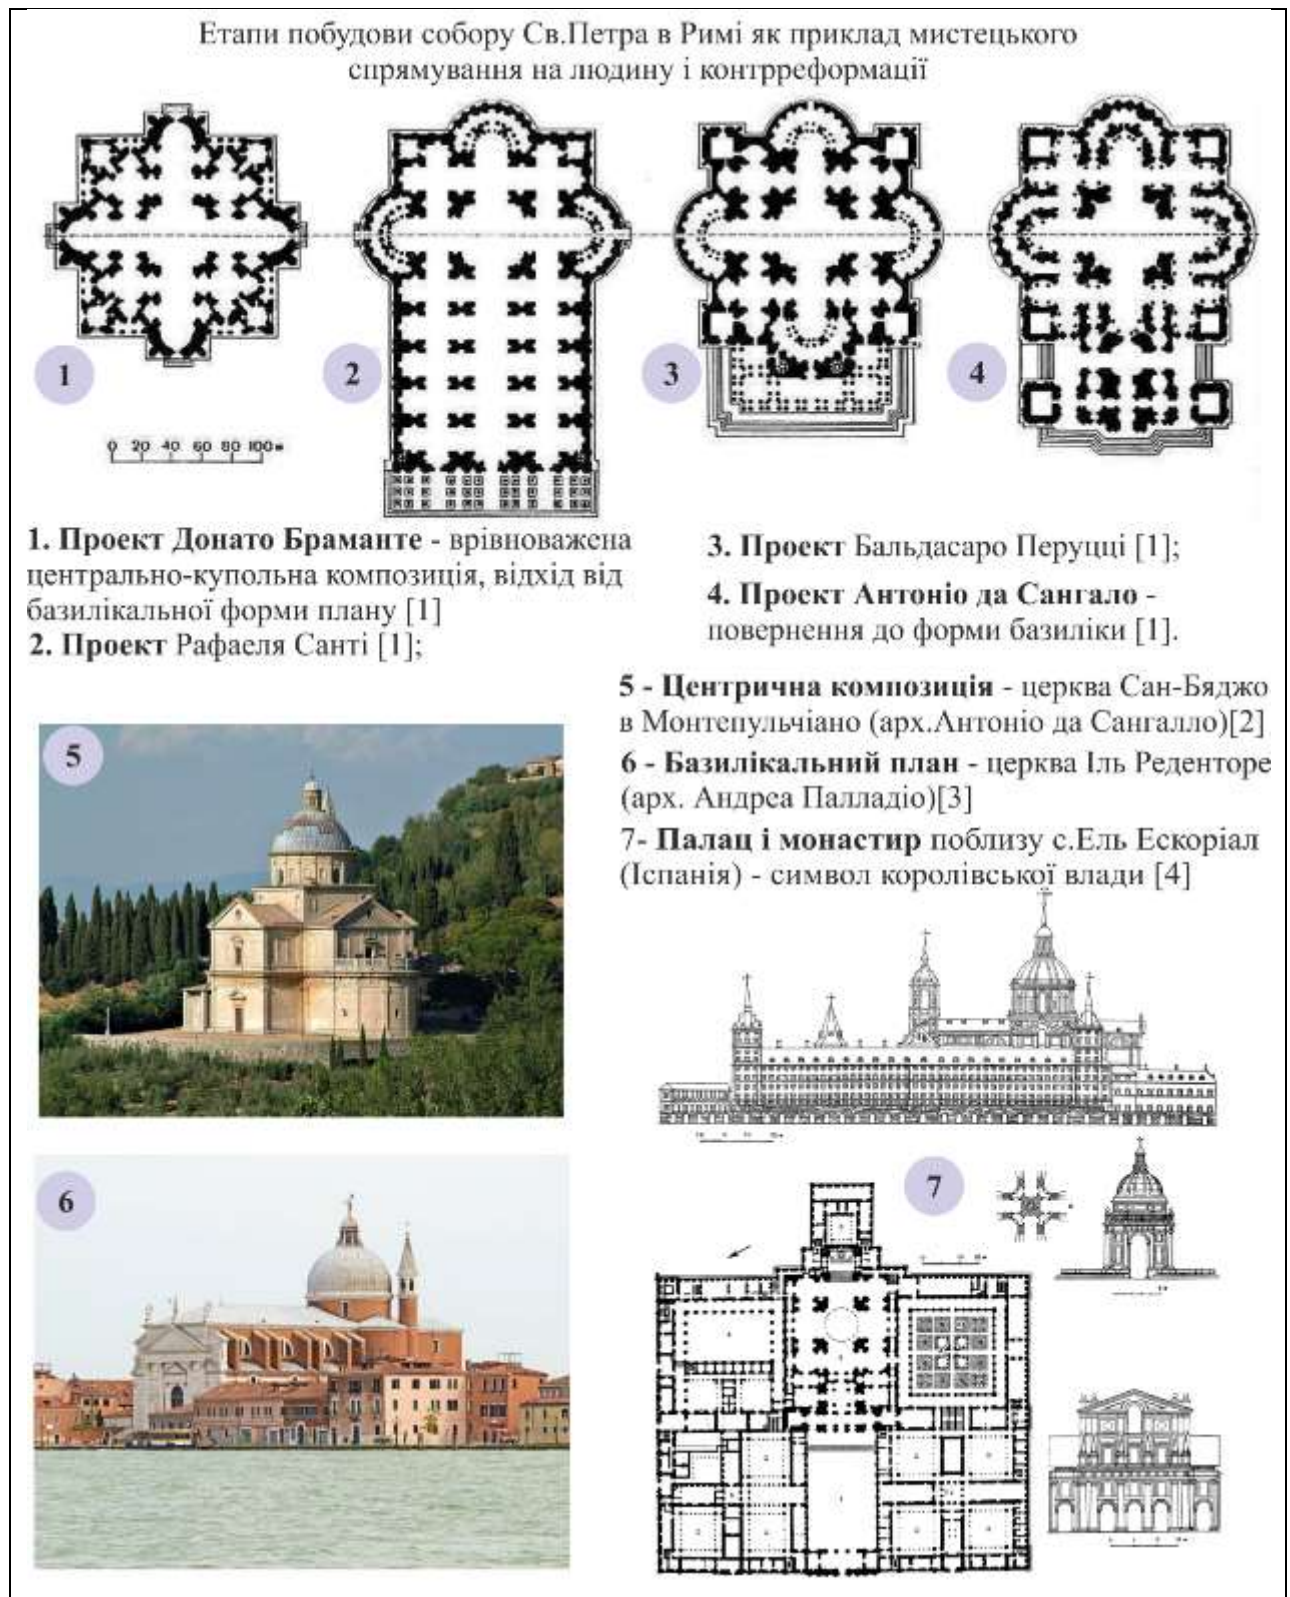 Етапи побудови собору Св.Петра в Римі як приклад мистецького
спрямування на людину і контрреформації
1
2
3
4
0 20 40 60 80 100м
1. Проект Донато Браманте - врівноважена
центрально-купольна композиція, відхід від
базилікальної форми плану [1]
2. Проект Рафаеля Санті [1];
3. Проект Бальдасаро Перуцці [1];
4. Проект Антоніо да Сангало -
повернення до форми базиліки [1].
5 - Центрична композиція - церква Сан-Бяджо
в Монтепульчіано (арх.Антоніо да Сангалло)[2]
6 - Базилікальний план - церква Іль Реденторе
(арх. Андреа Палладіо)[3]
7- Палац і монастир поблизу с.Ель Ескоріал
(Іспанія) - символ королівської влади [4]
5
6
7